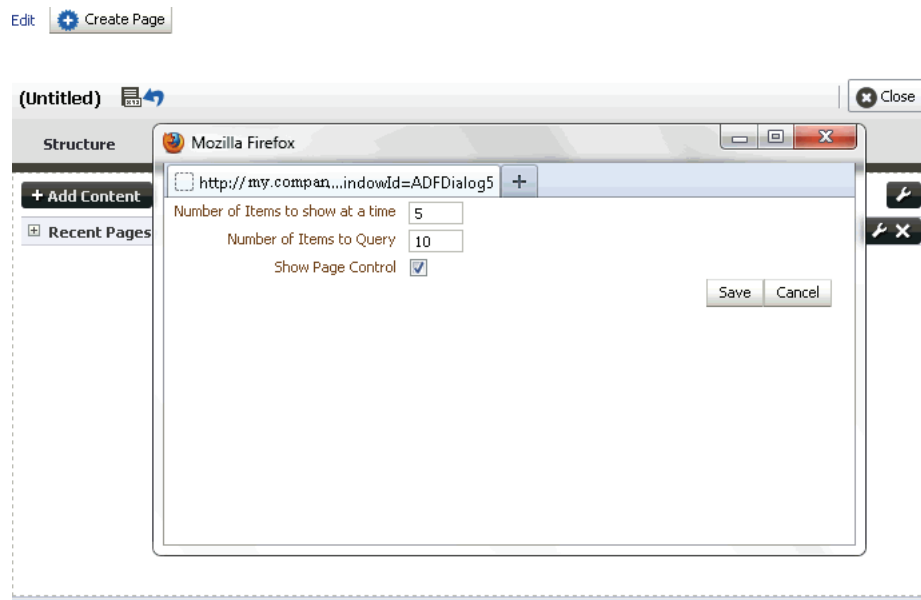 Edit Create Page
(Untitled) Close
Structure
Mozilla Firefox
http://my.compan...indowId=ADFDialog5
+ Add Content
Number of Items to show at a time 5
Recent Pages
Number of Items to Query 10
Show Page Control
Save Cancel